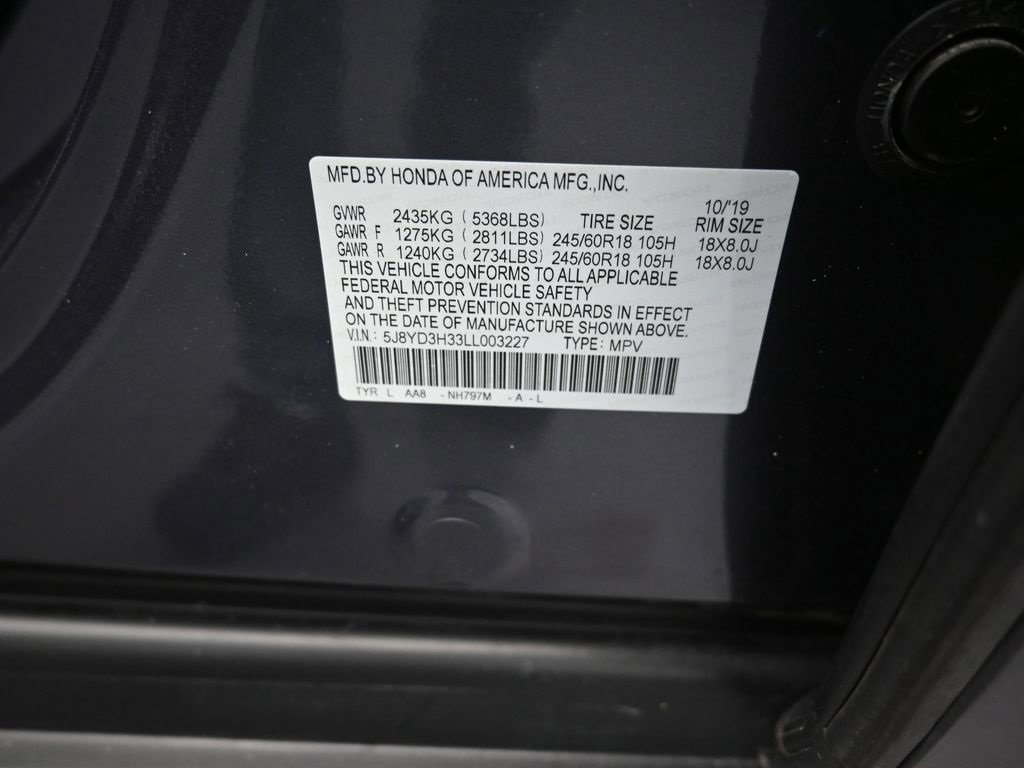 MFD.BY HONDA OF AMERICA MFG.,INC.
10/'19
GVWR 2435KG ( 5368LBS) TIRE SIZE RIM SIZE
GAWR F 1275KG ( 2811LBS) 245/60R18 105H 18X8.0J
GAWR R 1240KG ( 2734LBS) 245/60R18 105H 18X8.0J
THIS VEHICLE CONFORMS TO ALL APPLICABLE
FEDERAL MOTOR VEHICLE SAFETY
AND THEFT PREVENTION STANDARDS IN EFFECT
ON THE DATE OF MANUFACTURE SHOWN ABOVE.
V.I.N.: 5J8YD3H33LL003227 TYPE: MPV
TYR L AA8 - NH797M - A - L
HONDA